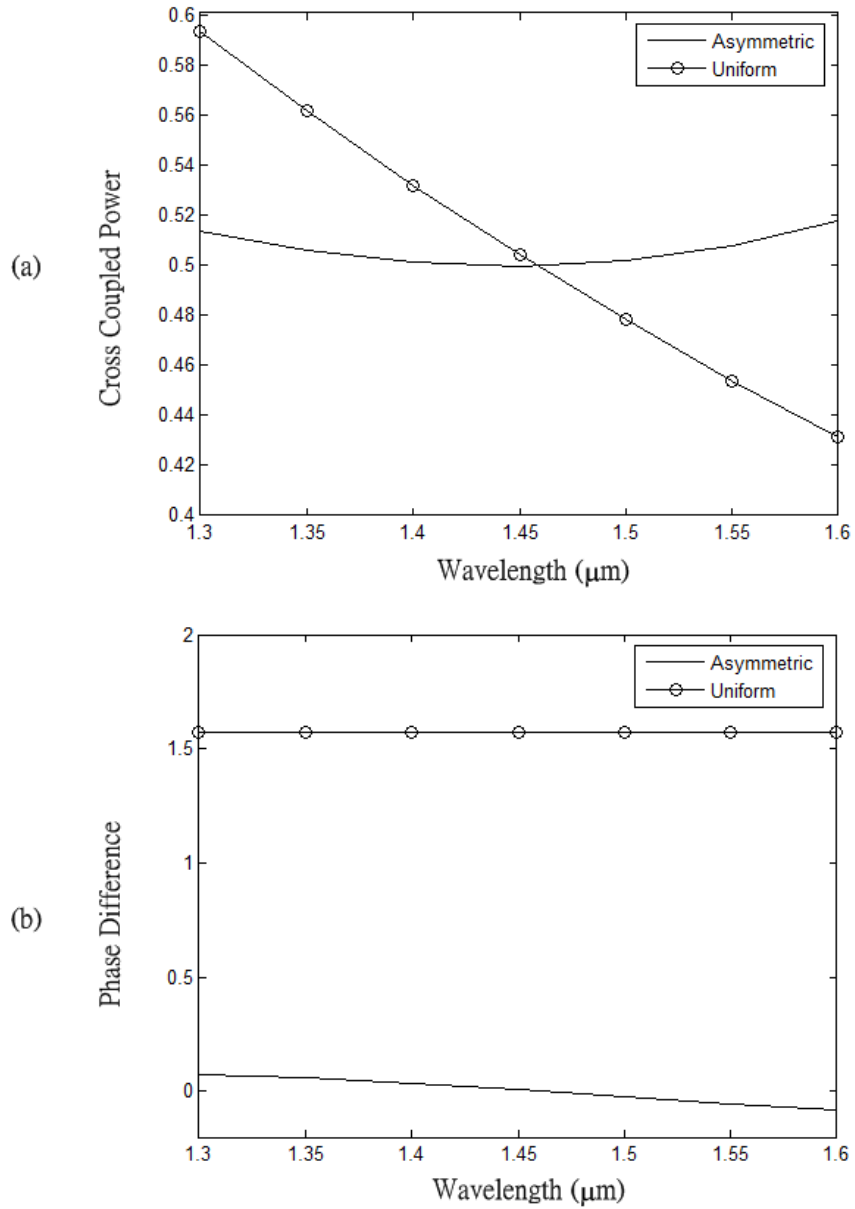 0.6
0.58
0.56
0.54
0.52
0.5
0.48
0.46
0.44
0.42
0.4
Asymmetric
Uniform
(a)
Cross Coupled Power
1.3 1.35 1.4 1.45 1.5 1.55 1.6
Wavelength (μm)
2
1.5
1
0.5
0
Asymmetric
Uniform
(b)
Phase Difference
1.3 1.35 1.4 1.45 1.5 1.55 1.6
Wavelength (μm)